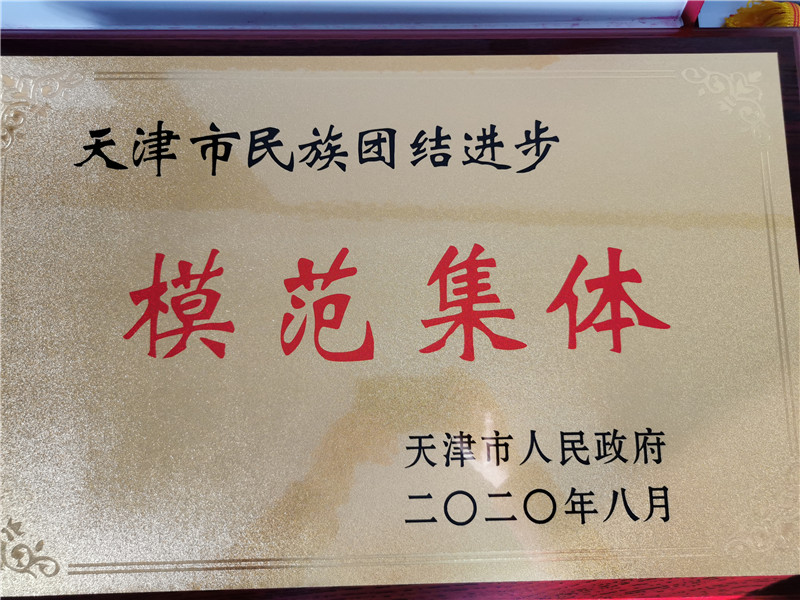 天津市民族团结进步
模范集体
天津市人民政府
二〇二〇年八月